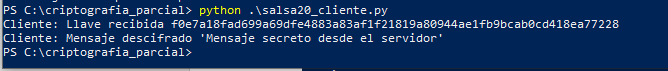 PS C:\criptografia_parcial> python .\salsa20_cliente.py
Cliente: Llave recibida f0e7a18fad699a69dfe4883a83af1f21819a80944ae1fb9bcab0cd418ea77228
Cliente: Mensaje descifrado 'Mensaje secreto desde el servidor'
PS C:\criptografia_parcial>